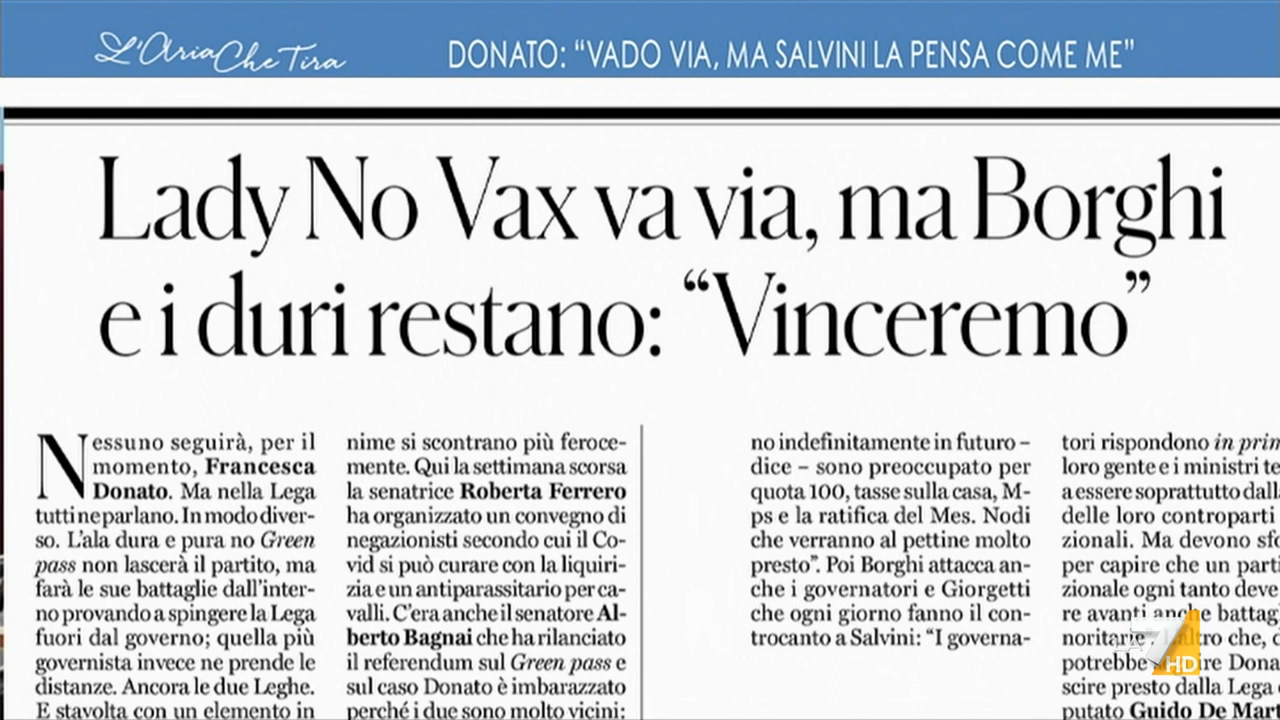 L'Aria Che Tira
DONATO: “VADO VIA, MA SALVINI LA PENSA COME ME”
Lady No Vax va via, ma Borghi
e i duri restano: “Vinceremo”
Nessuno seguirà, per il
momento, Francesca
Donato. Ma nella Lega
tutti ne parlano. In modo diver-
so. L'ala dura e pura no Green
pass non lascerà il partito, ma
farà le sue battaglie dall'inter-
no provando a spingere la Lega
fuori dal governo; quella più
governista invece ne prende le
distanze. Ancora le due Leghe.
E stavolta con un elemento in
nime si scontrano più feroce-
mente. Qui la settimana scorsa
la senatrice Roberta Ferrero
ha organizzato un convegno di
negazionisti secondo cui il Co-
vid si può curare con la liquiri-
zia e un antiparassitario per ca-
valli. C'era anche il senatore Al-
berto Bagnai che ha rilanciato
il referendum sul Green pass e
sul caso Donato è imbarazzato
perché i due sono molto vicini:
no indefinitamente in futuro –
dice – sono preoccupato per
quota 100, tasse sulla casa, M-
ps e la ratifica del Mes. Nodi
che verranno al pettine molto
presto”. Poi Borghi attacca an-
che i governatori e Giorgetti
che ogni giorno fanno il con-
trocanto a Salvini: “I governa-
tori rispondono in prim
loro gente e i ministri te
a essere soprattutto dall
delle loro controparti
zionali. Ma devono sfo
per capire che un parti
zionale ogni tanto deve
re avanti anche battag
noritarie
potrebbe
scire presto dalla Lega
putato Guido De Mart
LA 7 HD